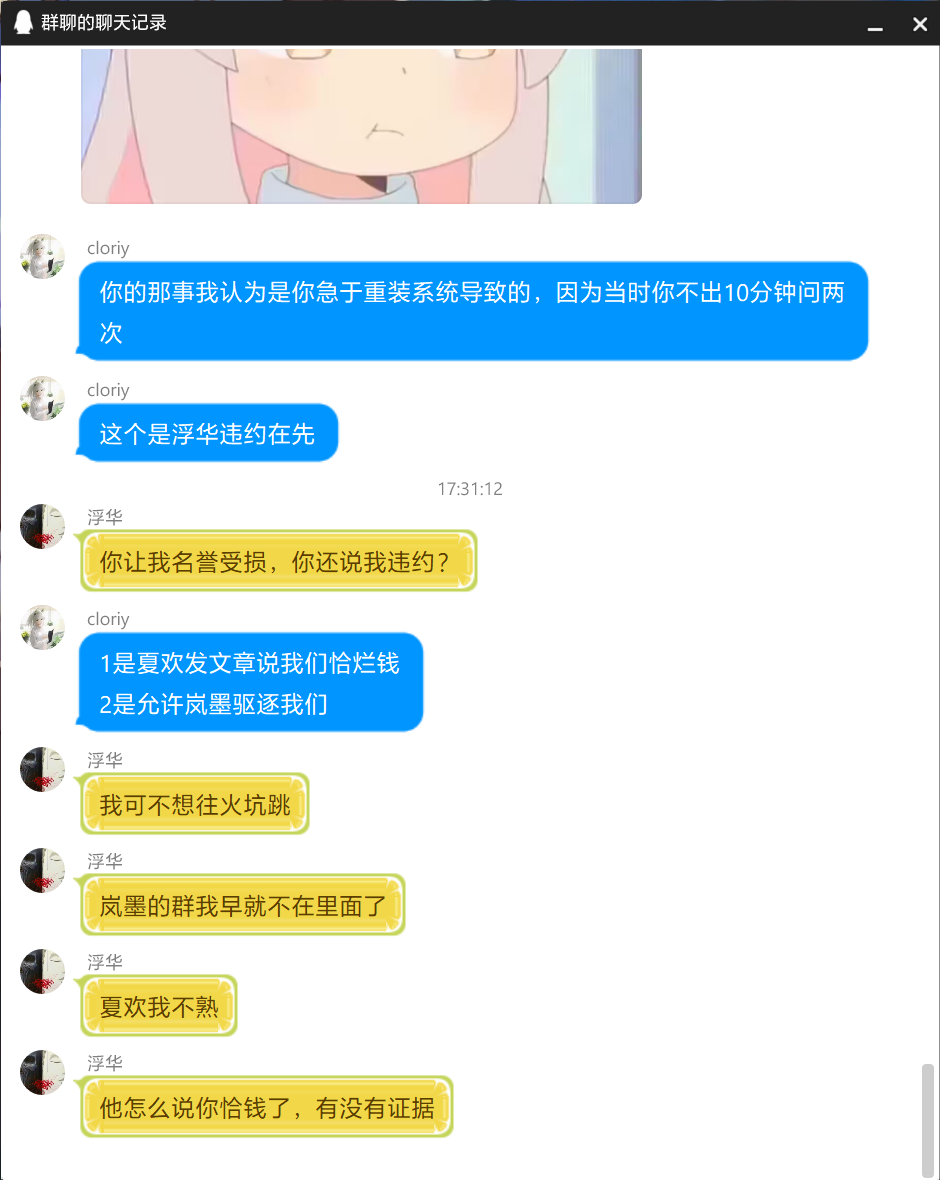 群聊的聊天记录
cloriy
你的那事我认为是你急于重装系统导致的，因为当时你不出10分钟问两
次
cloriy
这个是浮华违约在先
17:31:12
浮华
你让我名誉受损，你还说我违约？
cloriy
1是夏欢发文章说我们恰烂钱
2是允许岚墨驱逐我们
浮华
我可不想往火坑跳
浮华
岚墨的群我早就不在里面了
浮华
夏欢我不熟
浮华
他怎么说你恰钱了，有没有证据